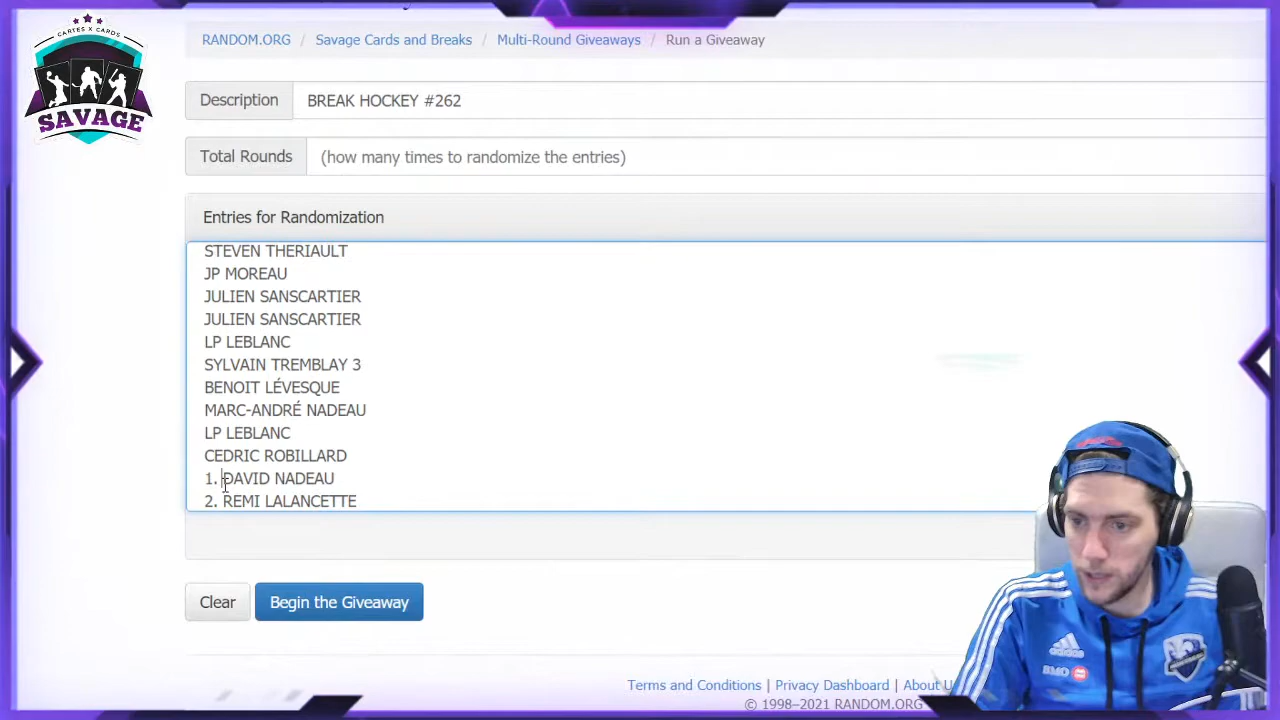 CARTES X CARDS
SAVAGE
RANDOM.ORG / Savage Cards and Breaks / Multi-Round Giveaways / Run a Giveaway
Description BREAK HOCKEY #262
Total Rounds (how many times to randomize the entries)
Entries for Randomization
STEVEN THERIAULT
JP MOREAU
JULIEN SANSCARTIER
JULIEN SANSCARTIER
LP LEBLANC
SYLVAIN TREMBLAY 3
BENOIT LÉVESQUE
MARC-ANDRÉ NADEAU
LP LEBLANC
CEDRIC ROBILLARD
1. DAVID NADEAU
2. REMI LALANCETTE
Clear Begin the Giveaway
Terms and Conditions | Privacy Dashboard | About U
© 1998–2021 RANDOM.ORG
adidas
BMO